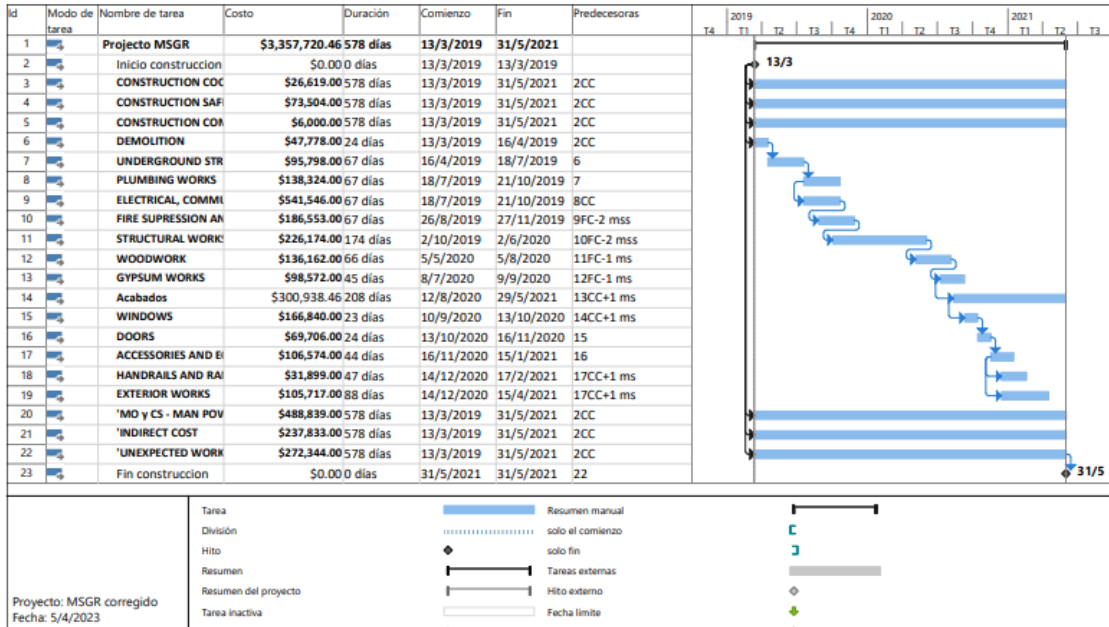 Id Modo de tarea Nombre de tarea Costo Duración Comienzo Fin Predecesoras
2019 2020 2021
T4 T1 T2 T3 T4 T1 T2 T3 T4 T1 T2 T3
1 Projecto MSGR $3,357,720.46 578 días 13/3/2019 31/5/2021
2 Inicio construccion $0.00 0 días 13/3/2019 13/3/2019 13/3
3 CONSTRUCTION COC $26,619.00 578 días 13/3/2019 31/5/2021 2CC
4 CONSTRUCTION SAF $73,504.00 578 días 13/3/2019 31/5/2021 2CC
5 CONSTRUCTION CON $6,000.00 578 días 13/3/2019 31/5/2021 2CC
6 DEMOLITION $47,778.00 24 días 13/3/2019 16/4/2019 2CC
7 UNDERGROUND STR $95,798.00 67 días 16/4/2019 18/7/2019 6
8 PLUMBING WORKS $138,324.00 67 días 18/7/2019 21/10/2019 7
9 ELECTRICAL, COMMU $541,546.00 67 días 18/7/2019 21/10/2019 8CC
10 FIRE SUPRESSION AN $186,553.00 67 días 26/8/2019 27/11/2019 9FC-2 mss
11 STRUCTURAL WORKS $226,174.00 174 días 2/10/2019 2/6/2020 10FC-2 mss
12 WOODWORK $136,162.00 66 días 5/5/2020 5/8/2020 11FC-1 ms
13 GYPSUM WORKS $98,572.00 45 días 8/7/2020 9/9/2020 12FC-1 ms
14 Acabados $300,938.46 208 días 12/8/2020 29/5/2021 13CC+1 ms
15 WINDOWS $166,840.00 23 días 10/9/2020 13/10/2020 14CC+1 ms
16 DOORS $69,706.00 24 días 13/10/2020 16/11/2020 15
17 ACCESSORIES AND E $106,574.00 44 días 16/11/2020 15/1/2021 16
18 HANDRAILS AND RAI $31,899.00 47 días 14/12/2020 17/2/2021 17CC+1 ms
19 EXTERIOR WORKS $105,717.00 88 días 14/12/2020 15/4/2021 17CC+1 ms
20 'MO y CS - MAN POW $488,839.00 578 días 13/3/2019 31/5/2021 2CC
21 'INDIRECT COST $237,833.00 578 días 13/3/2019 31/5/2021 2CC
22 'UNEXPECTED WORK $272,344.00 578 días 13/3/2019 31/5/2021 2CC
23 Fin construccion $0.00 0 días 31/5/2021 31/5/2021 22 31/5
Tarea Resumen manual
División solo el comienzo
Hito solo fin
Resumen Tareas externas
Resumen del proyecto Hito externo
Tarea inactiva Fecha límite
Proyecto: MSGR corregido
Fecha: 5/4/2023